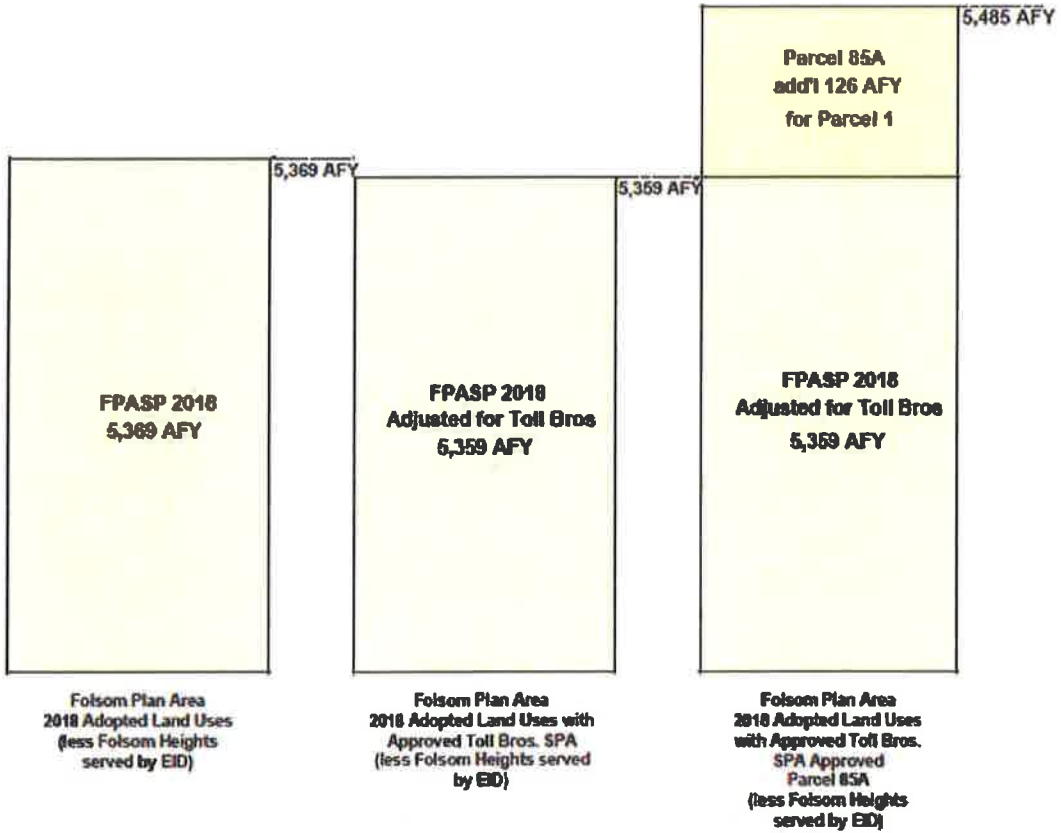 5,485 AFY
Parcel 85A
add'l 126 AFY
for Parcel 1
5,369 AFY
5,359 AFY
FPASP 2018
5,369 AFY
FPASP 2018
Adjusted for Toll Bros
5,359 AFY
FPASP 2018
Adjusted for Toll Bros
5,359 AFY
Folsom Plan Area
2018 Adopted Land Uses
(less Folsom Heights
served by EID)
Folsom Plan Area
2018 Adopted Land Uses with
Approved Toll Bros. SPA
(less Folsom Heights served
by EID)
Folsom Plan Area
2018 Adopted Land Uses
with Approved Toll Bros.
SPA Approved
Parcel 85A
(less Folsom Heights
served by EID)